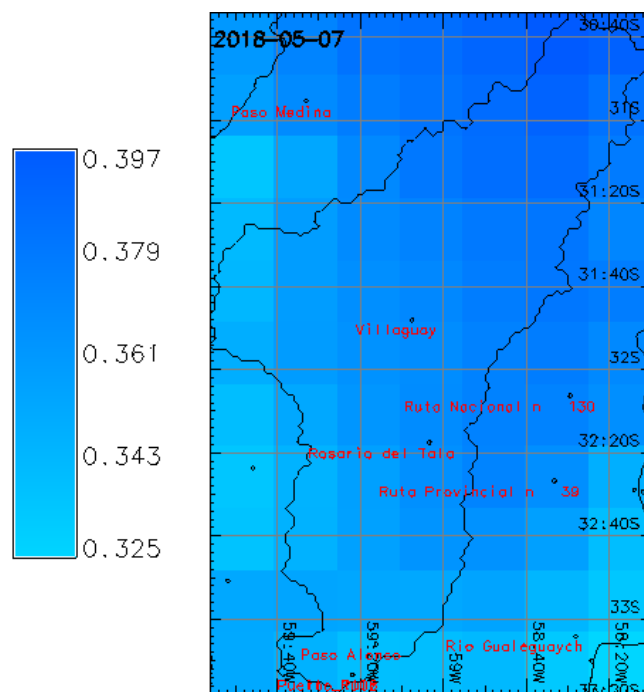 2018-05-07
30:40S
Paso Medina
31S
0.397
31:20S
0.379
31:40S
Villaguay
0.361
32S
Ruta Nacional n 130
0.343
Rosario del Tala
32:20S
Ruta Provincial n 39
0.325
32:40S
33S
59:40W
59:20W
59W
58:40W
58:20W
Rio Gualeguaych
Paso Alonso
Puerto